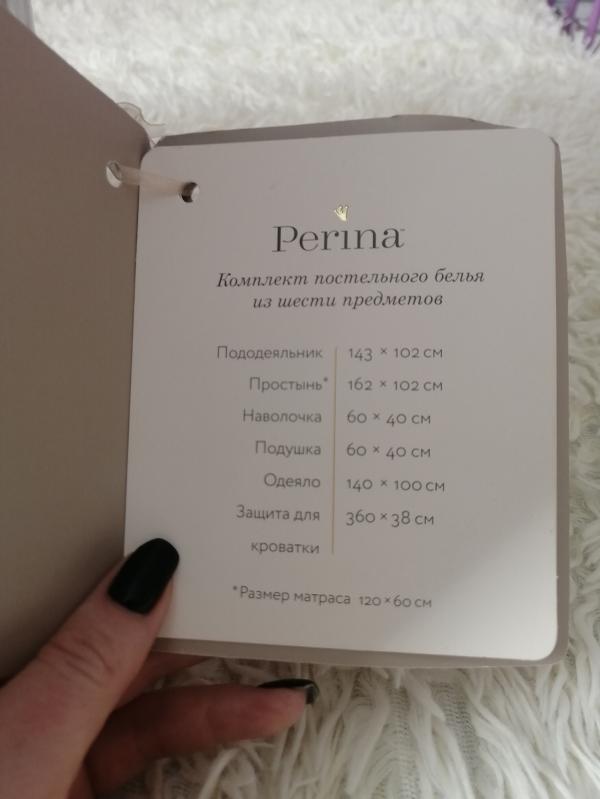 Perina
Комплект постельного белья
из шести предметов
Пододеяльник 143 × 102 см
Простынь* 162 × 102 см
Наволочка 60 × 40 см
Подушка 60 × 40 см
Одеяло 140 × 100 см
Защита для 360 × 38 см
кроватки
*Размер матраса 120 × 60 см